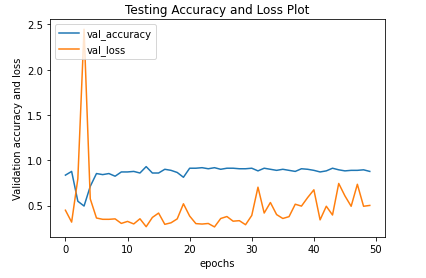 Testing Accuracy and Loss Plot
val_accuracy
val_loss
Validation accuracy and loss
2.5
2.0
1.5
1.0
0.5
0
10
20
30
40
50
epochs